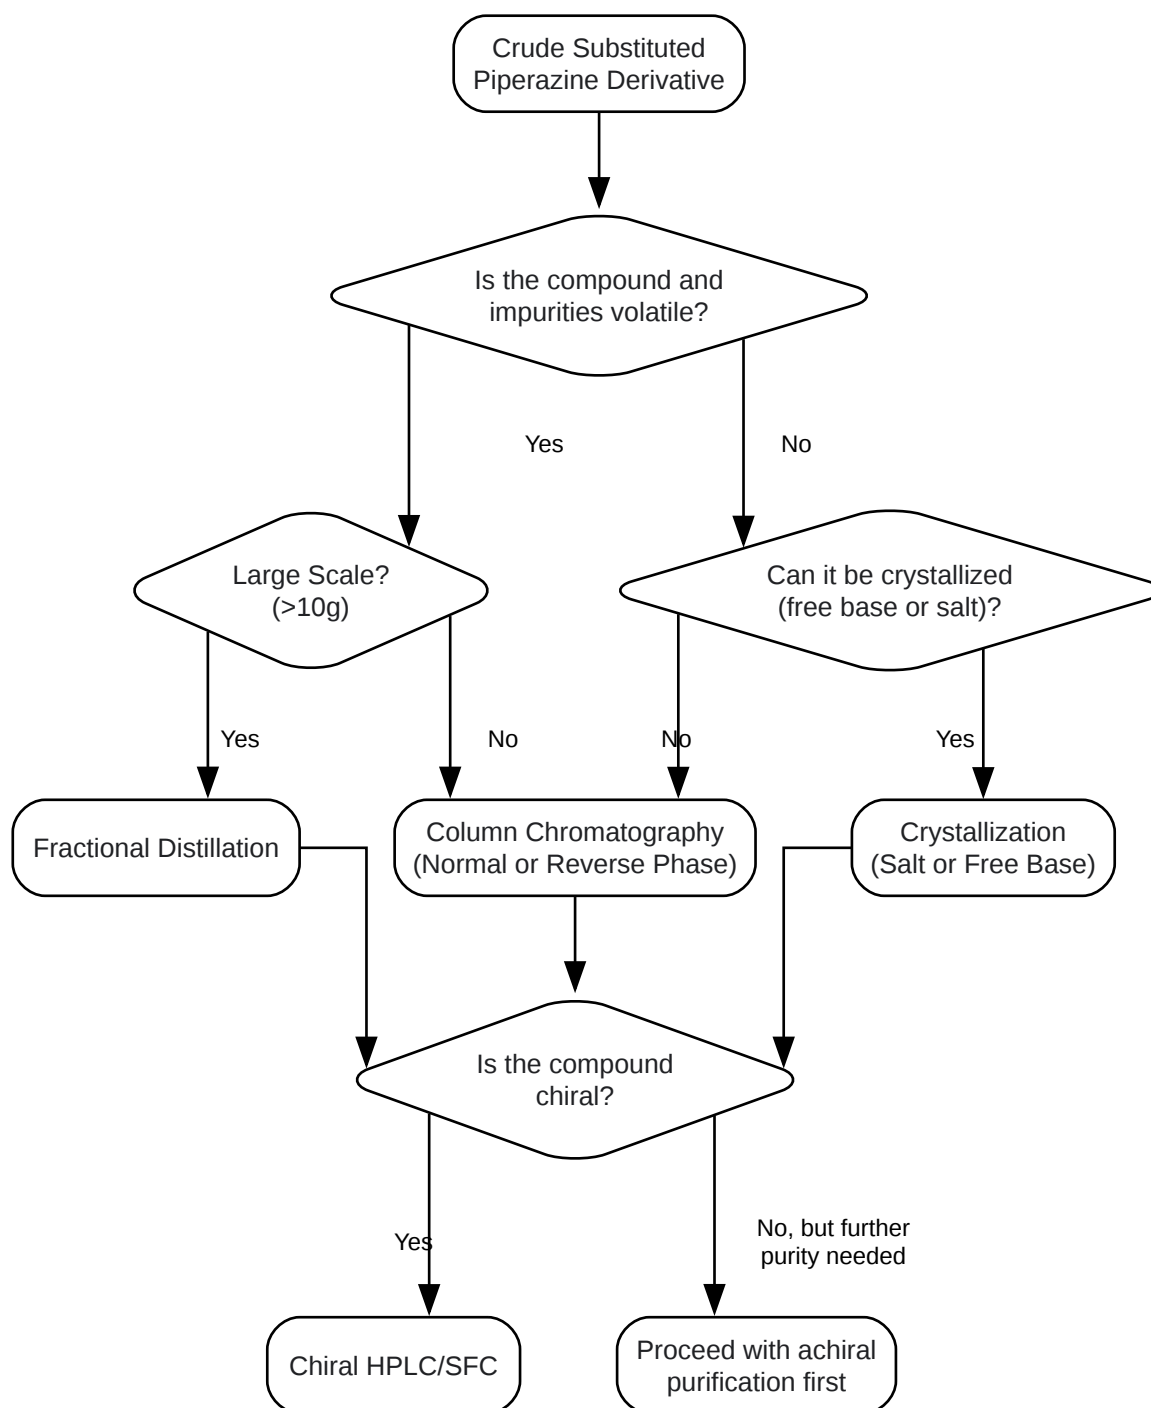 Crude Substituted
Piperazine Derivative
Is the compound and
impurities volatile?
Yes
No
Large Scale?
(>10g)
Can it be crystallized
(free base or salt)?
Yes
No
No
Yes
Fractional Distillation
Column Chromatography
(Normal or Reverse Phase)
Crystallization
(Salt or Free Base)
Is the compound
chiral?
Yes
No, but further
purity needed
Chiral HPLC/SFC
Proceed with achiral
purification first